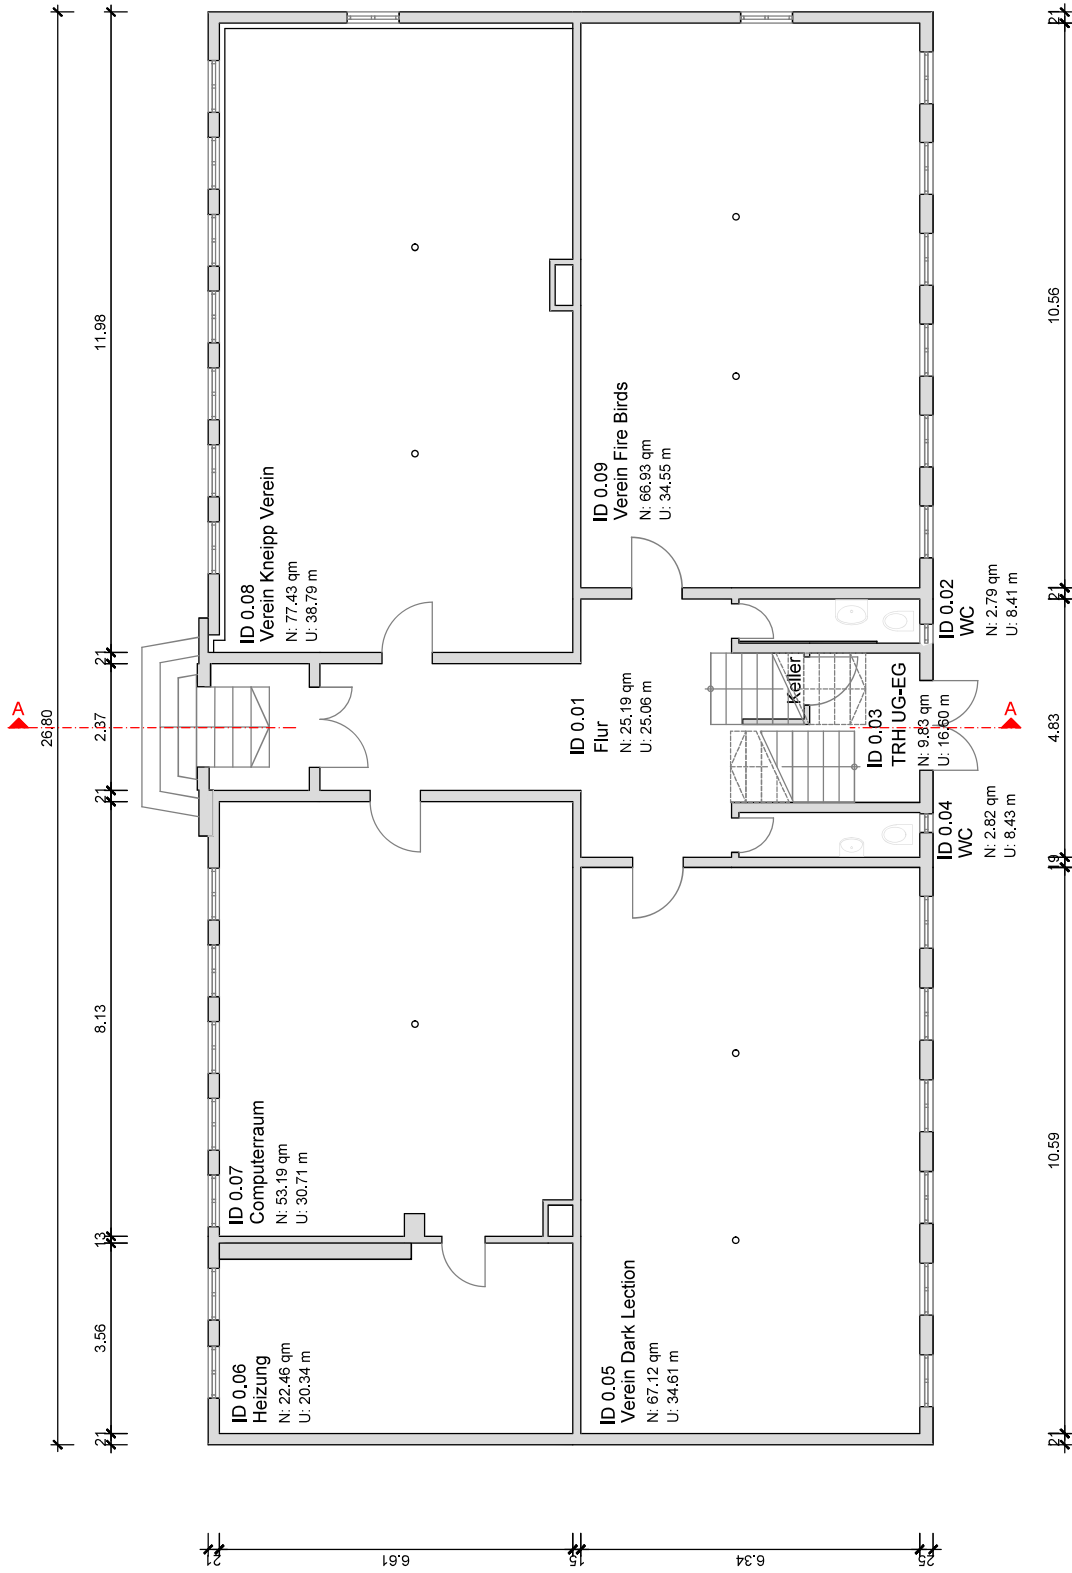 A
26.80
11.98
21
2.37
21
8.13
13
3.56
21
ID 0.08
Verein Kneipp Verein
N: 77.43 qm
U: 38.79 m
ID 0.09
Verein Fire Birds
N: 66.93 qm
U: 34.55 m
ID 0.01
Flur
N: 25.19 qm
U: 25.06 m
Keller
ID 0.02
WC
N: 2.79 qm
U: 8.41 m
ID 0.03
TRH UG-EG
N: 9.83 qm
U: 16.60 m
ID 0.04
WC
N: 2.82 qm
U: 8.43 m
ID 0.07
Computerraum
N: 53.19 qm
U: 30.71 m
ID 0.06
Heizung
N: 22.46 qm
U: 20.34 m
ID 0.05
Verein Dark Lection
N: 67.12 qm
U: 34.61 m
A
21
10.56
21
4.83
19
10.59
21
21
6.61
15
6.34
25